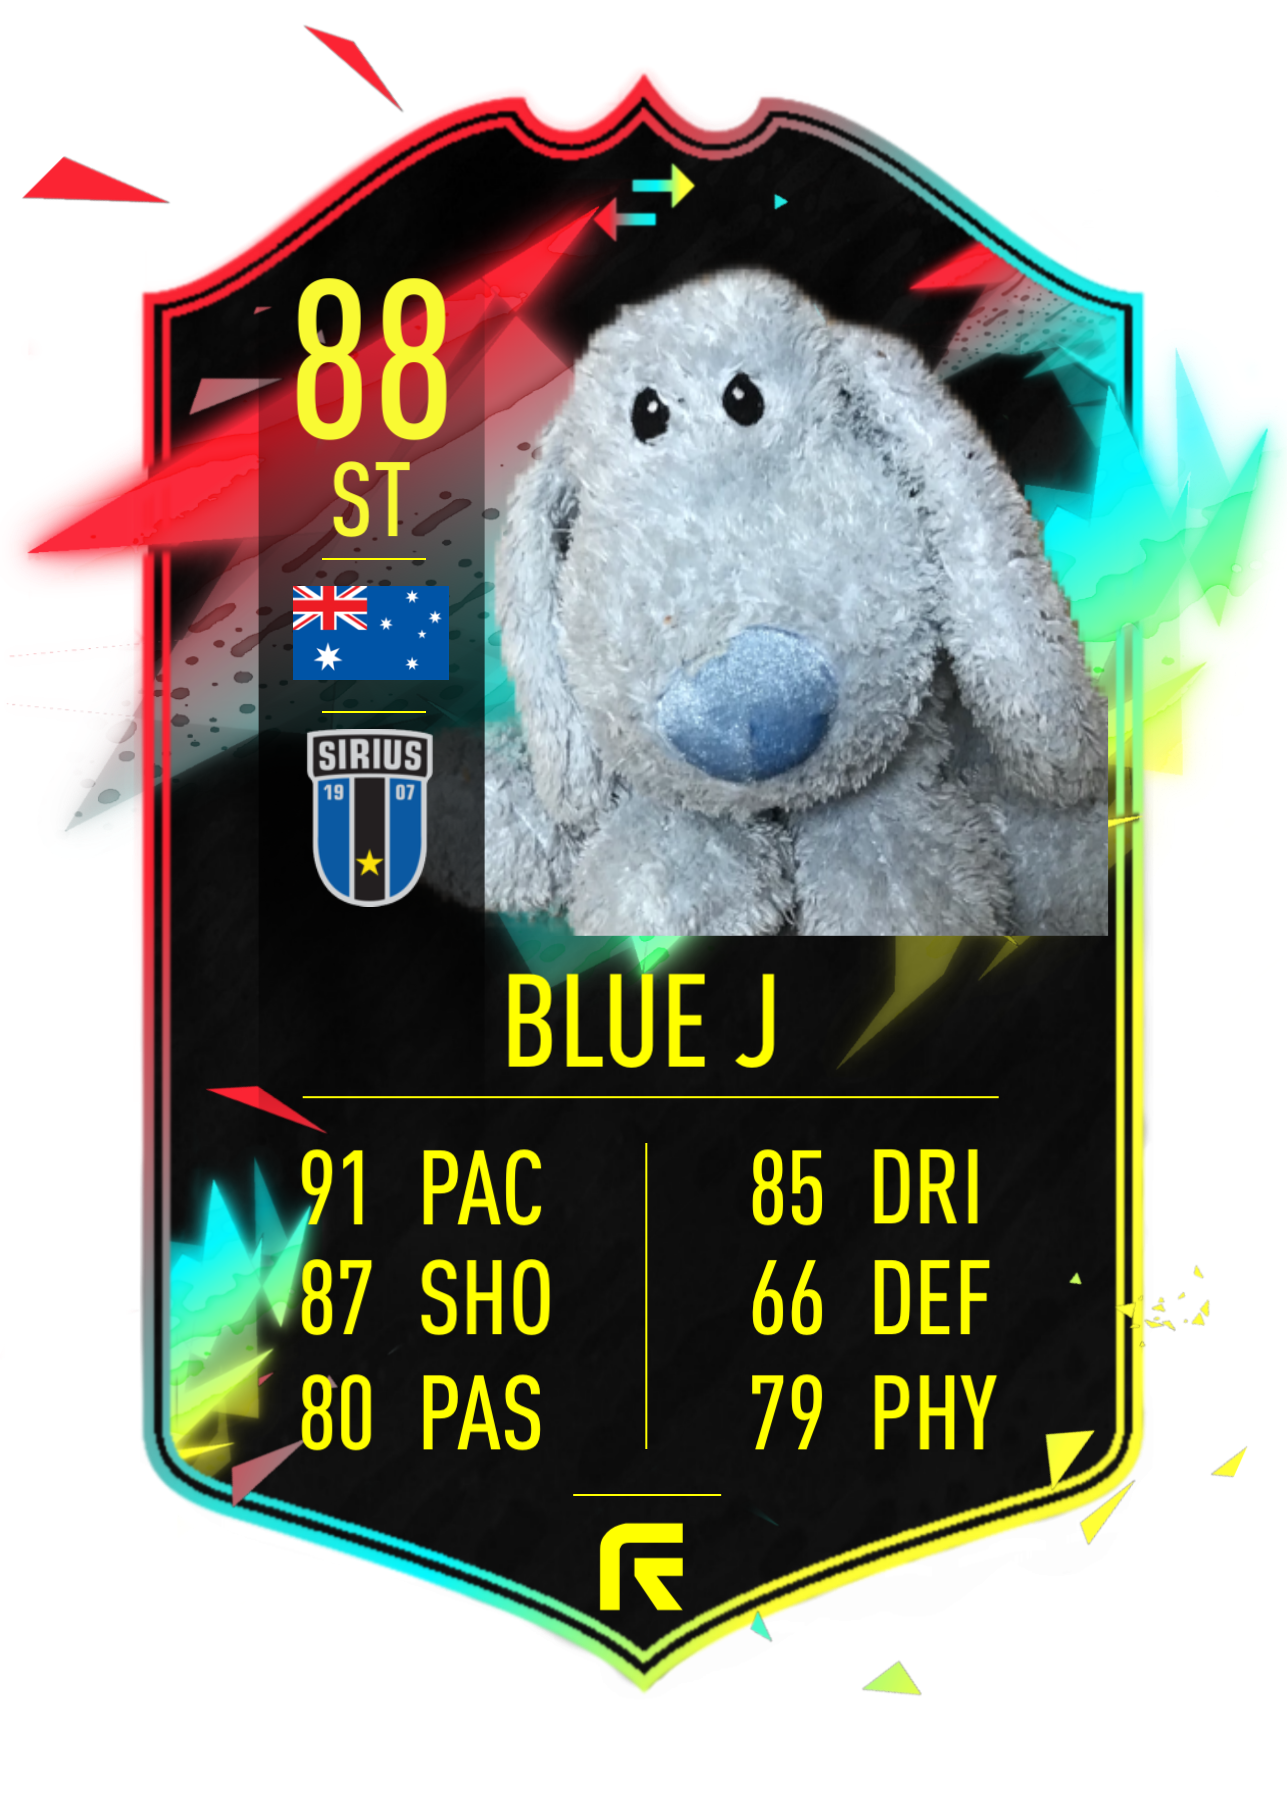 88
ST
SIRIUS
19 07
BLUE J
91 PAC 85 DRI
87 SHO 66 DEF
80 PAS 79 PHY